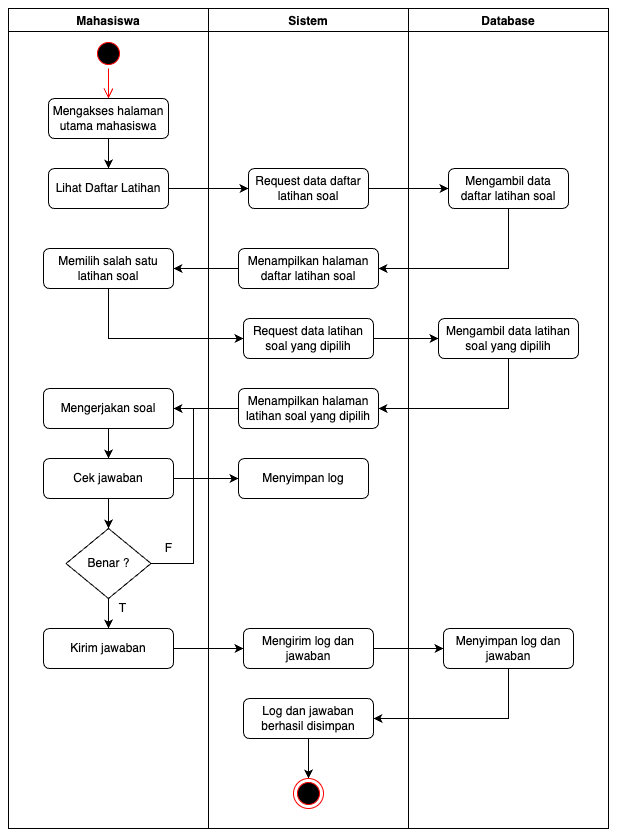 Mahasiswa
Sistem
Database
Mengakses halaman
utama mahasiswa
Lihat Daftar Latihan
Request data daftar
latihan soal
Mengambil data
daftar latihan soal
Memilih salah satu
latihan soal
Menampilkan halaman
daftar latihan soal
Request data latihan
soal yang dipilih
Mengambil data latihan
soal yang dipilih
Mengerjakan soal
Menampilkan halaman
latihan soal yang dipilih
Cek jawaban
Menyimpan log
Benar ?
F
T
Kirim jawaban
Mengirim log dan
jawaban
Menyimpan log dan
jawaban
Log dan jawaban
berhasil disimpan